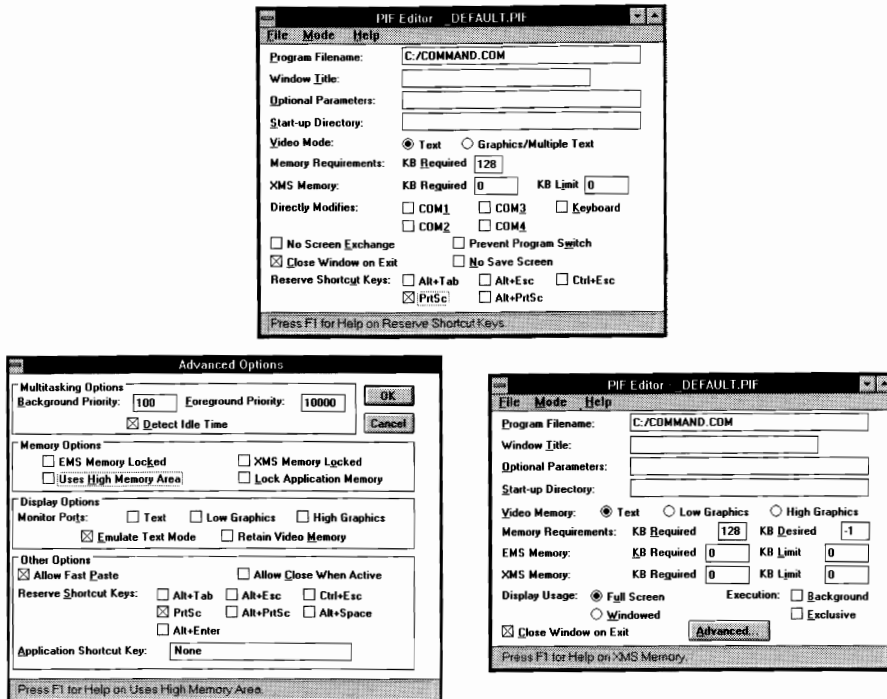 PIF Editor - _DEFAULT.PIF
File Mode Help
Program Filename: C:/COMMAND.COM
Window Title:
Optional Parameters:
Start-up Directory:
Video Mode: Text Graphics/Multiple Text
Memory Requirements: KB Required 128
XMS Memory: KB Required 0 KB Limit 0
Directly Modifies: COM1 COM3 Keyboard
COM2 COM4
No Screen Exchange Prevent Program Switch
Close Window on Exit No Save Screen
Reserve Shortcut Keys: Alt+Tab Alt+Esc Ctrl+Esc
PrtSc Alt+PrtSc
Press F1 for Help on Reserve Shortcut Keys.
Advanced Options
Multitasking Options
Background Priority: 100 Foreground Priority: 10000 OK
Detect Idle Time Cancel
Memory Options
EMS Memory Locked XMS Memory Locked
Uses High Memory Area Lock Application Memory
Display Options
Monitor Ports: Text Low Graphics High Graphics
Emulate Text Mode Retain Video Memory
Other Options
Allow Fast Paste Allow Close When Active
Reserve Shortcut Keys: Alt+Tab Alt+Esc Ctrl+Esc
PrtSc Alt+PrtSc Alt+Space
Alt+Enter
Application Shortcut Key: None
Press F1 for Help on Uses High Memory Area.
PIF Editor - _DEFAULT.PIF
File Mode Help
Program Filename: C:/COMMAND.COM
Window Title:
Optional Parameters:
Start-up Directory:
Video Memory: Text Low Graphics High Graphics
Memory Requirements: KB Required 128 KB Desired -1
EMS Memory: KB Required 0 KB Limit 0
XMS Memory: KB Required 0 KB Limit 0
Display Usage: Full Screen Execution: Background
Windowed Exclusive
Close Window on Exit Advanced...
Press F1 for Help on XMS Memory.